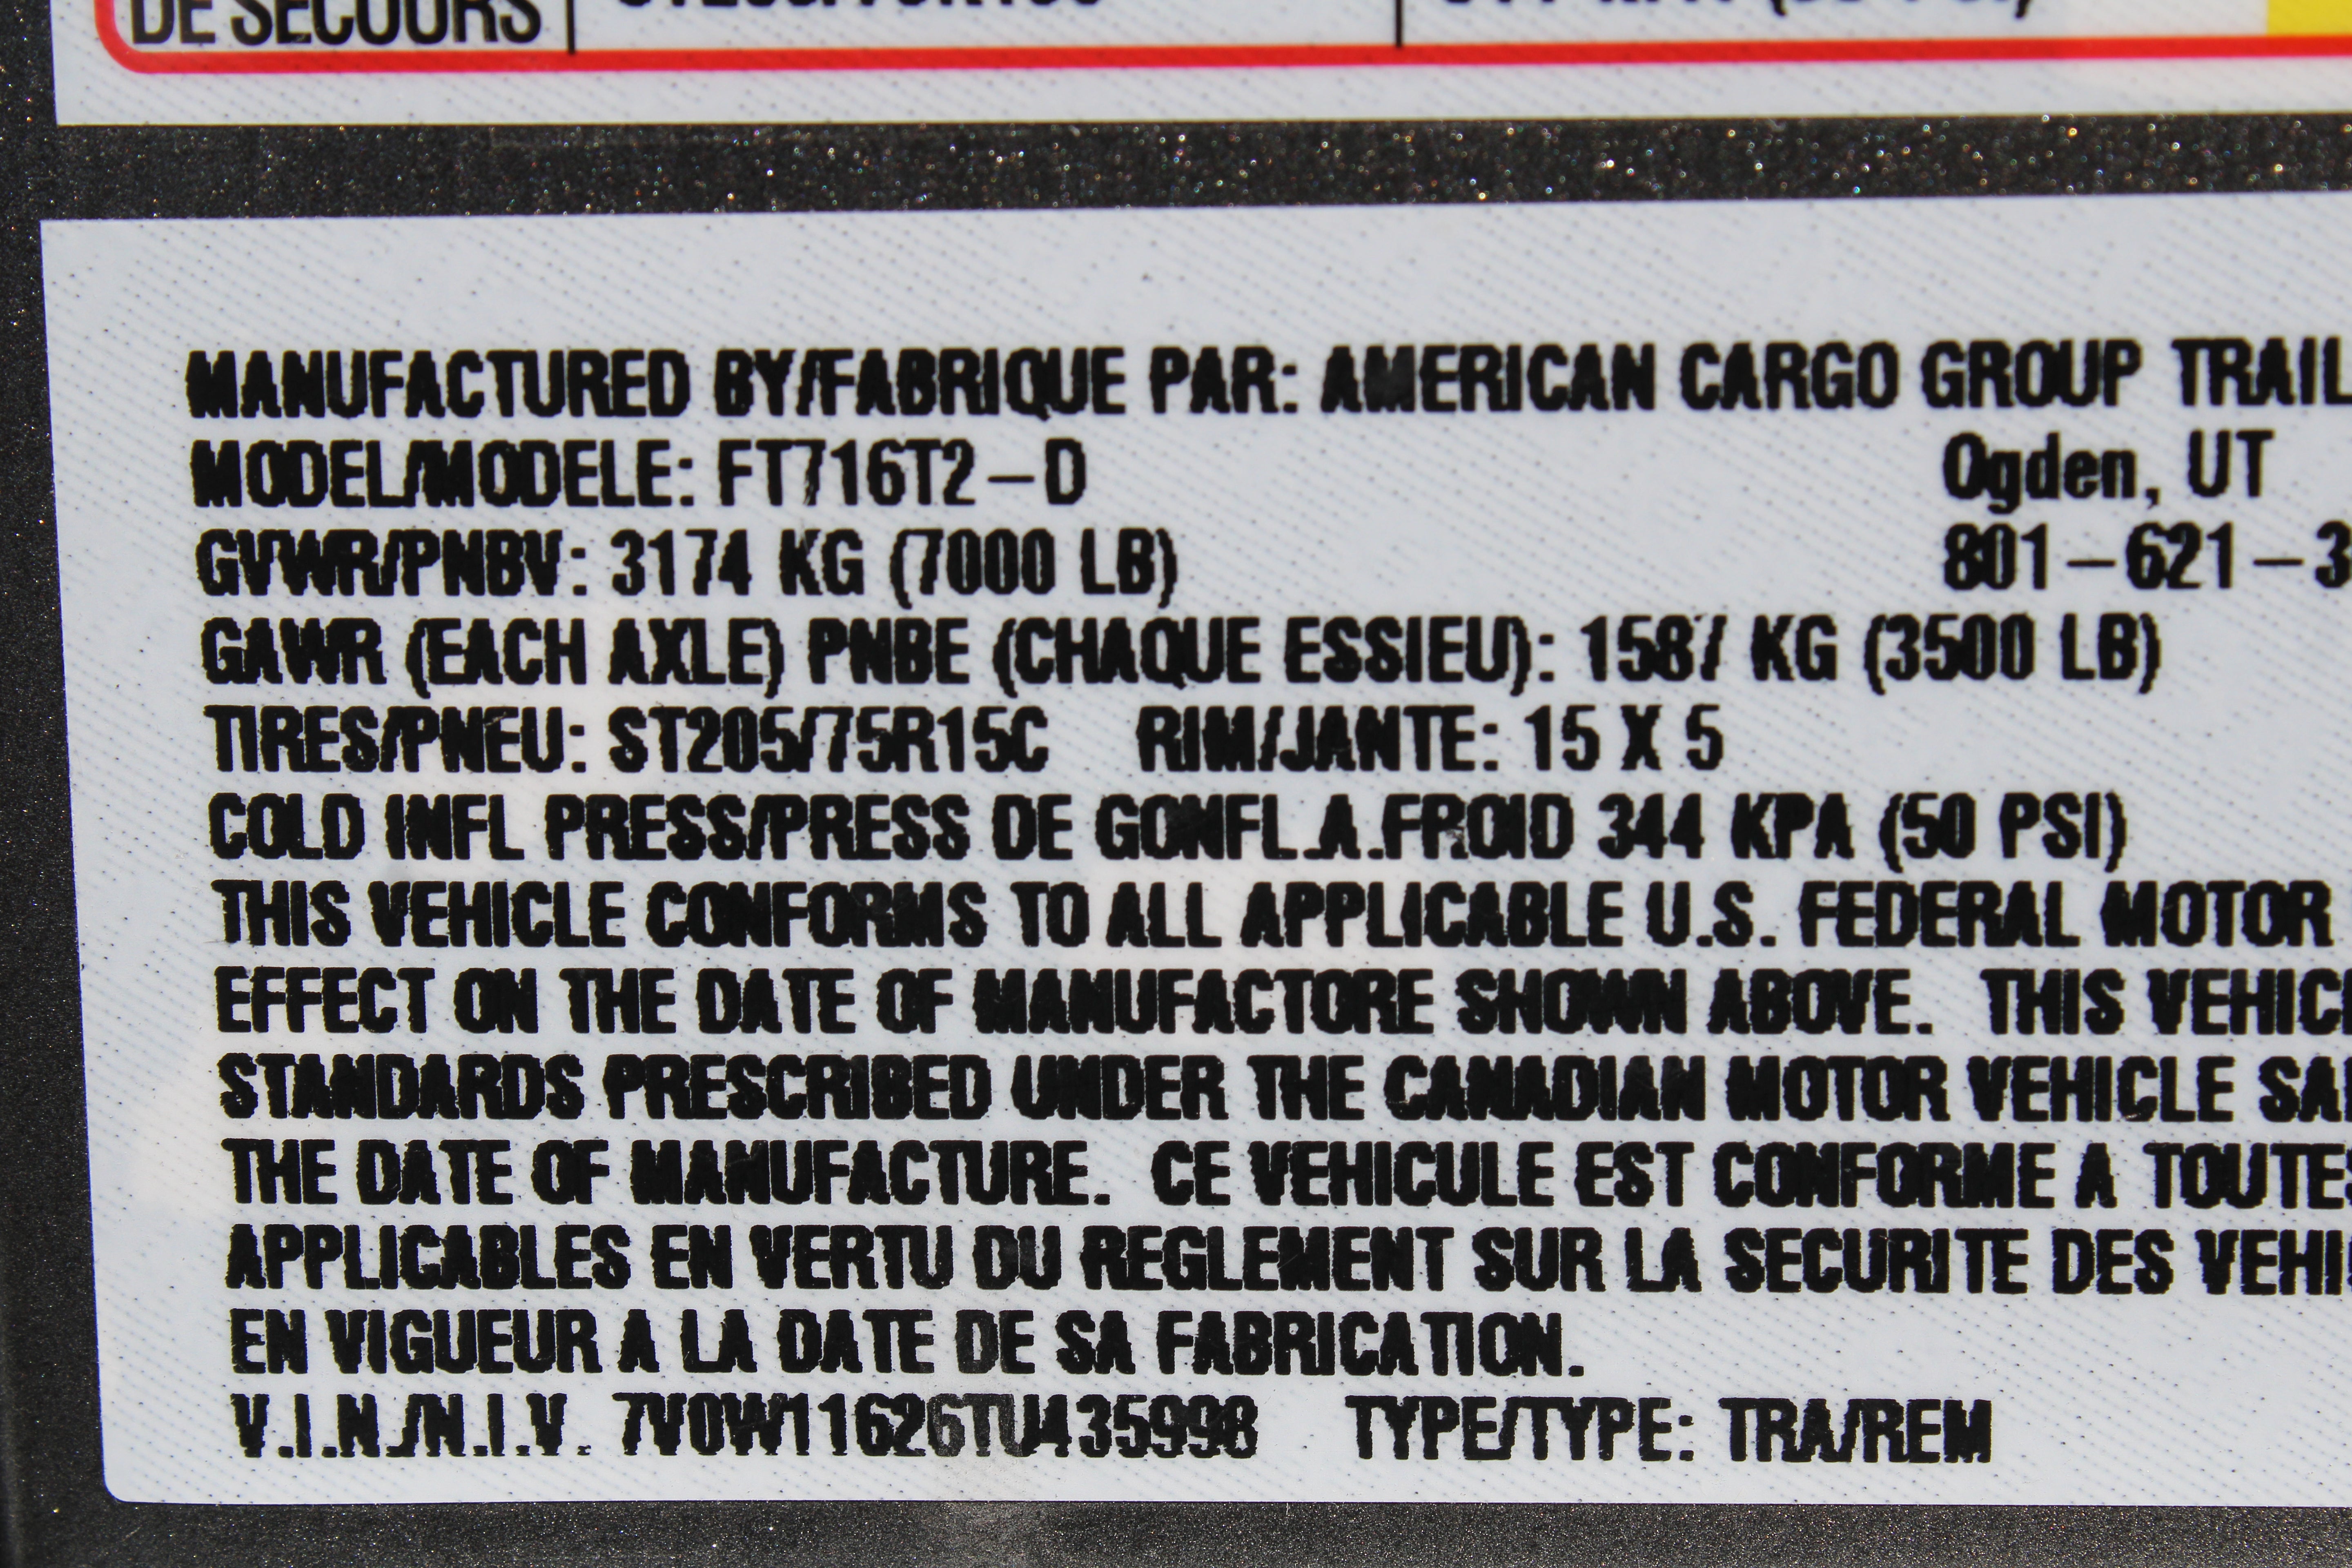 DE SECOURS
MANUFACTURED BY/FABRIQUE PAR: AMERICAN CARGO GROUP TRAIL
MODEL/MODELE: FT716T2-D Ogden, UT
GVWR/PNBV: 3174 KG (7000 LB) 801-621-3
GAWR (EACH AXLE) PNBE (CHAQUE ESSIEU): 1587 KG (3500 LB)
TIRES/PNEU: ST205/75R15C RIM/JANTE: 15 X 5
COLD INFL PRESS/PRESS DE GONFL.A.FROID 344 KPA (50 PSI)
THIS VEHICLE CONFORMS TO ALL APPLICABLE U.S. FEDERAL MOTOR
EFFECT ON THE DATE OF MANUFACTORE SHOWN ABOVE. THIS VEHIC
STANDARDS PRESCRIBED UNDER THE CANADIAN MOTOR VEHICLE SA
THE DATE OF MANUFACTURE. CE VEHICULE EST CONFORME A TOUTES
APPLICABLES EN VERTU DU REGLEMENT SUR LA SECURITE DES VEHI
EN VIGUEUR A LA DATE DE SA FABRICATION.
V.I.N./N.I.V. 7V0W11626TU435998 TYPE/TYPE: TRA/REM